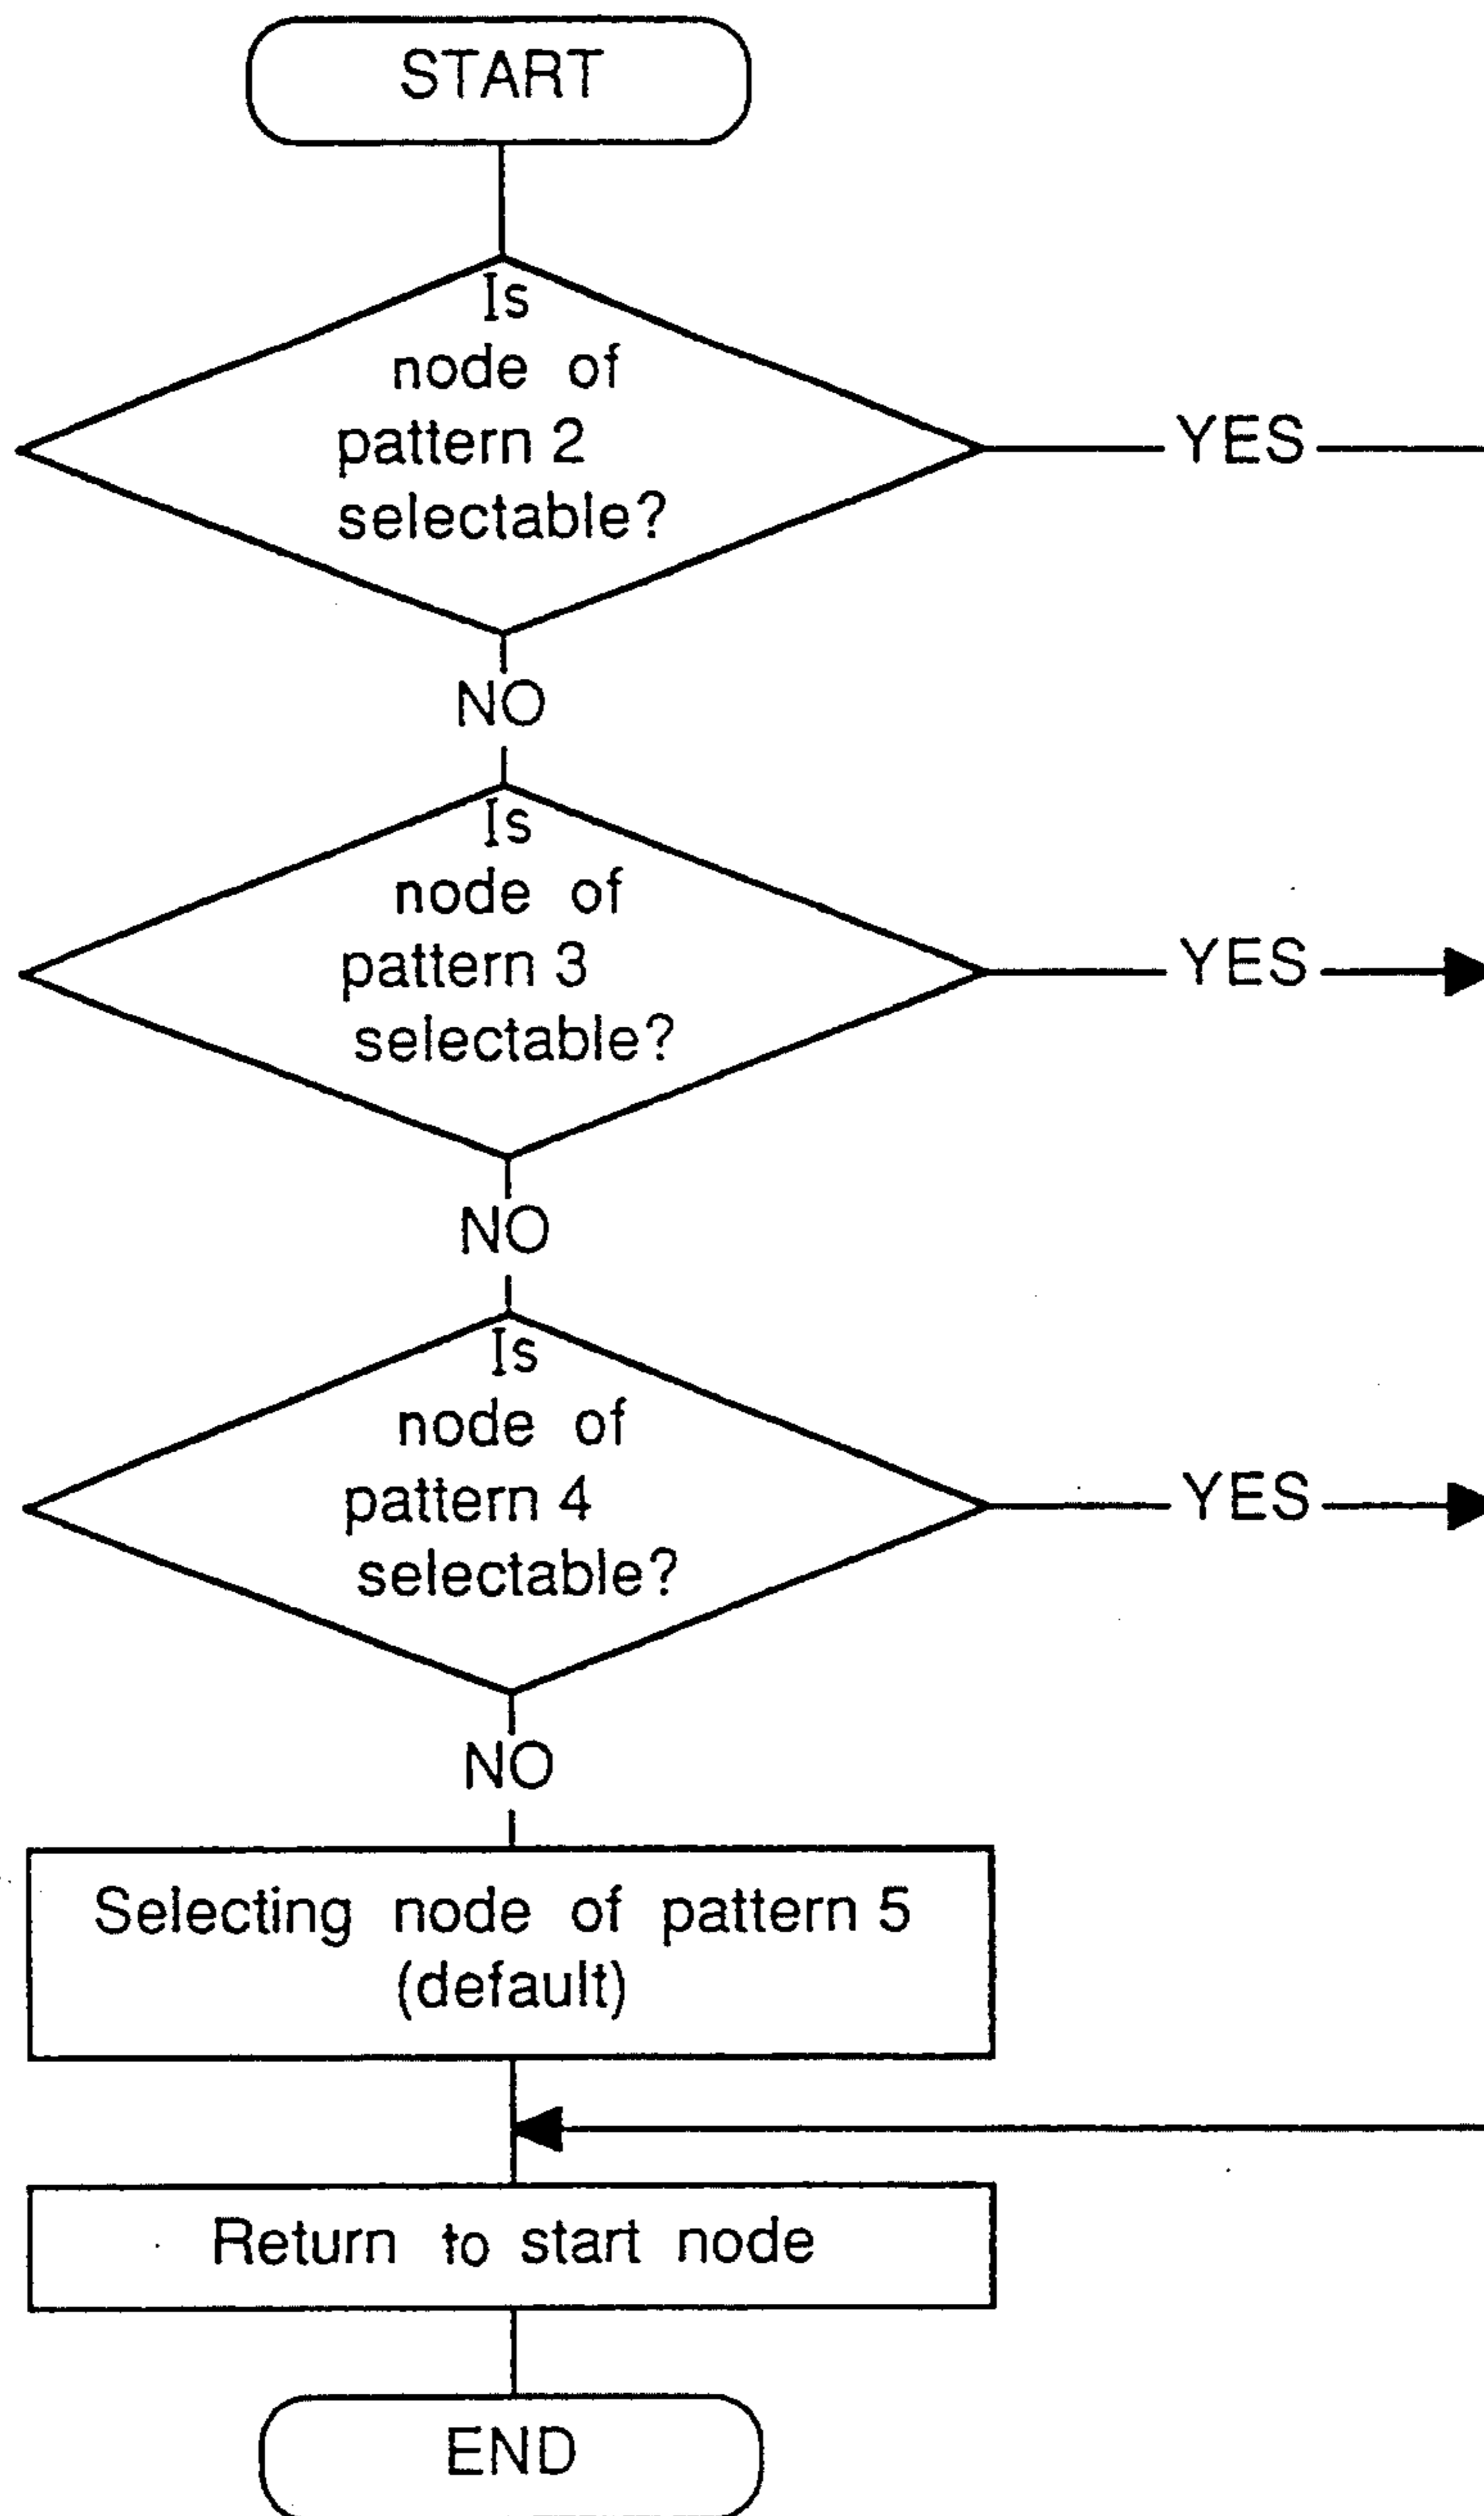 START
Is
node of
pattern 2
selectable?
YES
NO
Is
node of
pattern 3
selectable?
YES
NO
Is
node of
pattern 4
selectable?
YES
NO
Selecting node of pattern 5
(default)
Return to start node
END